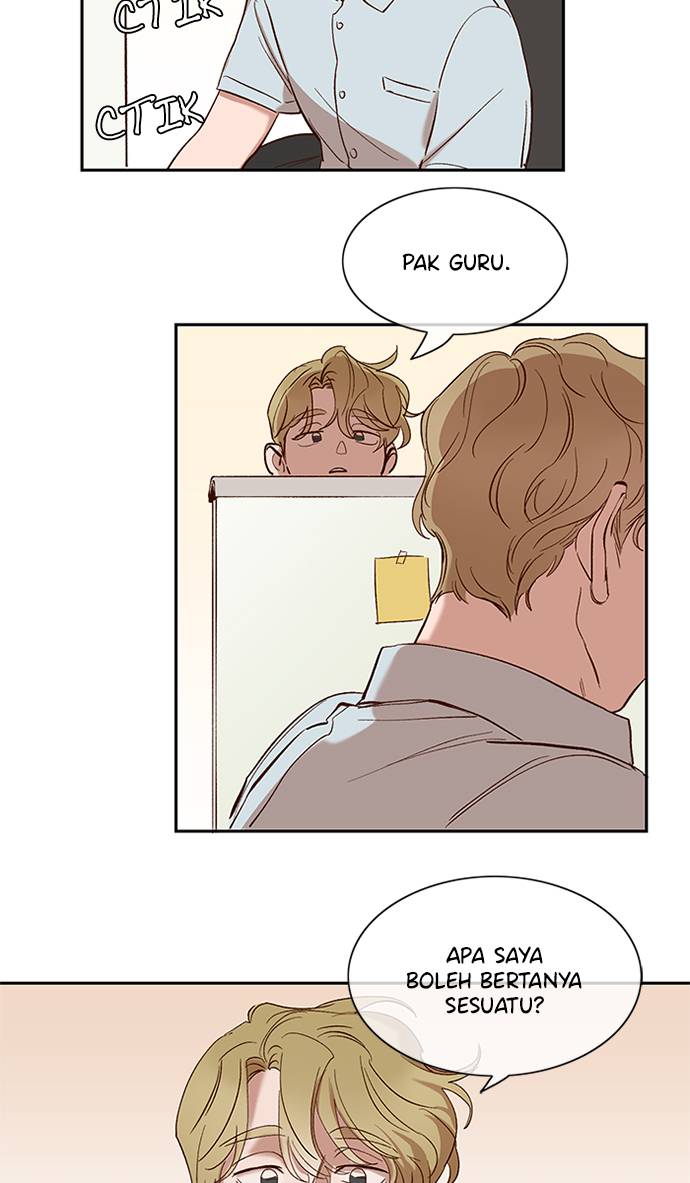 CTIK
CTIK
PAK GURU.
APA SAYA
BOLEH BERTANYA
SESUATU?